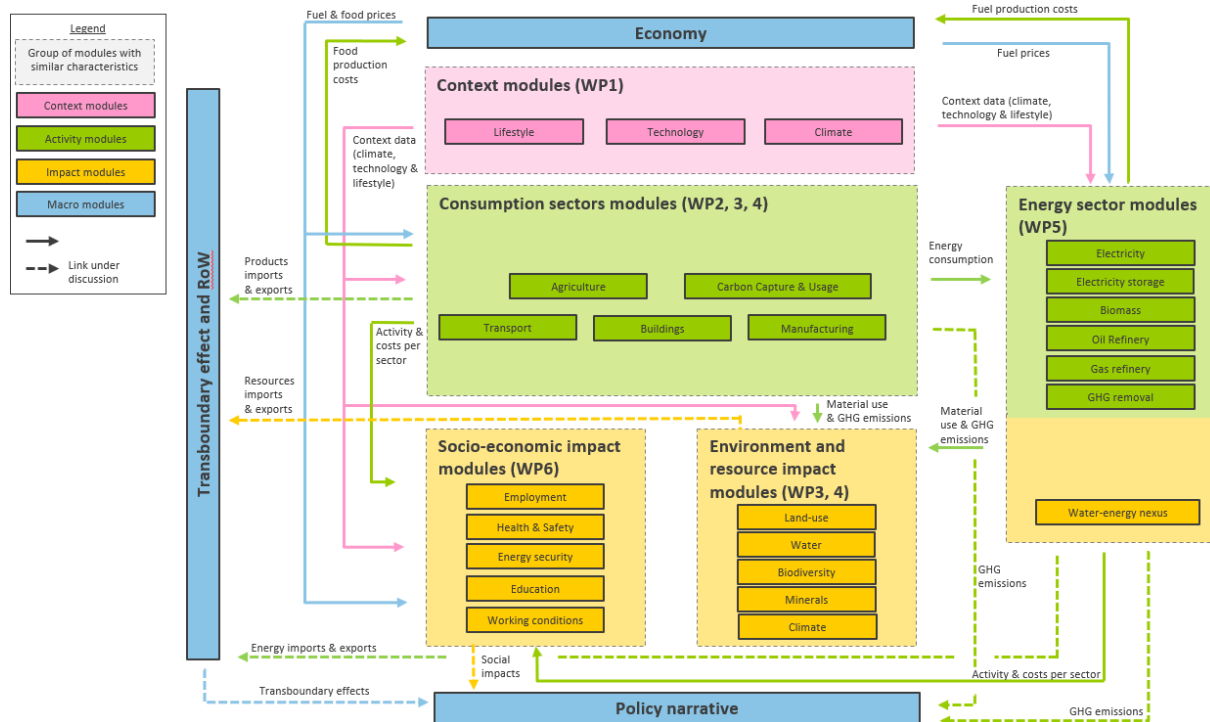 Legend
Group of modules with
similar characteristics
Context modules
Activity modules
Impact modules
Macro modules
Link under
discussion
Transboundary effect and RoW
Fuel & food prices
Food
production
costs
Economy
Fuel production costs
Fuel prices
Context modules (WP1)
Lifestyle
Technology
Climate
Context data (climate,
technology & lifestyle)
Context data
(climate,
technology &
lifestyle)
Consumption sectors modules (WP2, 3, 4)
Agriculture
Carbon Capture & Usage
Transport
Buildings
Manufacturing
Energy
consumption
Energy sector modules
(WP5)
Electricity
Electricity storage
Biomass
Oil Refinery
Gas refinery
GHG removal
Water-energy nexus
Products
imports
& exports
Activity &
costs per
sector
Resources
imports
& exports
Material use
& GHG
emissions
Material
use & GHG
emissions
Socio-economic impact
modules (WP6)
Employment
Health & Safety
Energy security
Education
Working conditions
Environment and
resource impact
modules (WP3, 4)
Land-use
Water
Biodiversity
Minerals
Climate
GHG
emissions
Energy imports & exports
Social
impacts
Activity & costs per sector
Transboundary effects
Policy narrative
GHG emissions